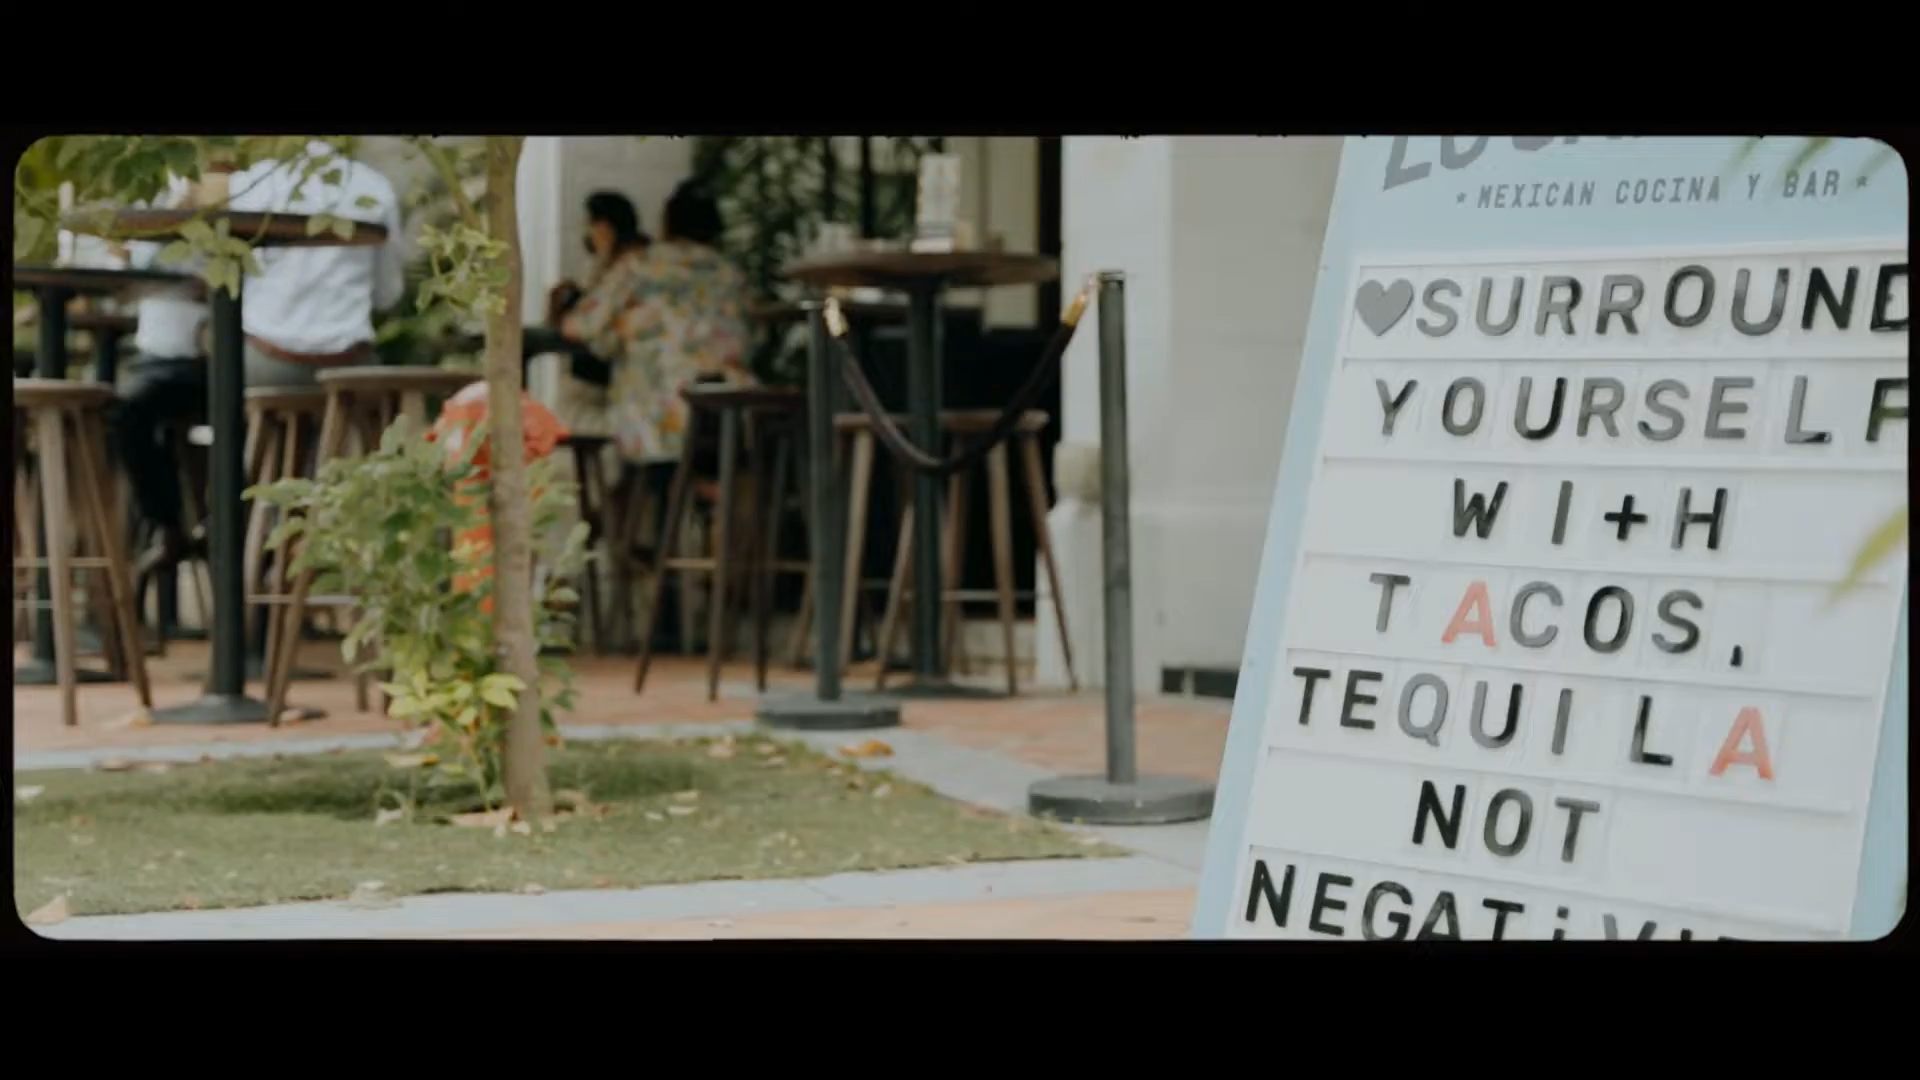 * MEXICAN COCINA Y BAR *
♥SURROUND
YOURSELF
WI+H
TACOS,
TEQUILA
NOT